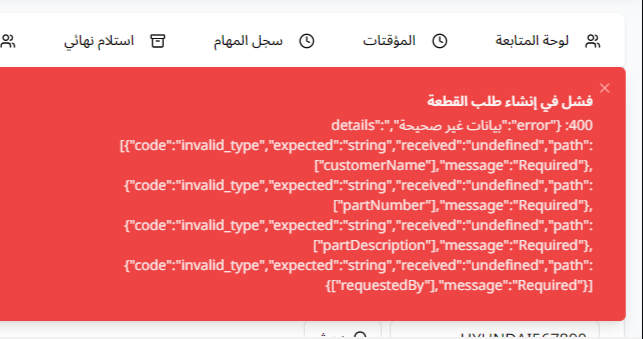 لوحة المتابعة
المؤقتات
سجل المهام
استلام نهائي
فشل في إنشاء طلب القطعة
400: {"error":"بيانات غير صحيحة","details":
[{"code":"invalid_type","expected":"string","received":"undefined","path":
["customerName"],"message":"Required"},
{"code":"invalid_type","expected":"string","received":"undefined","path":
["partNumber"],"message":"Required"},
{"code":"invalid_type","expected":"string","received":"undefined","path":
["partDescription"],"message":"Required"},
{"code":"invalid_type","expected":"string","received":"undefined","path":
["requestedBy"],"message":"Required"}]}